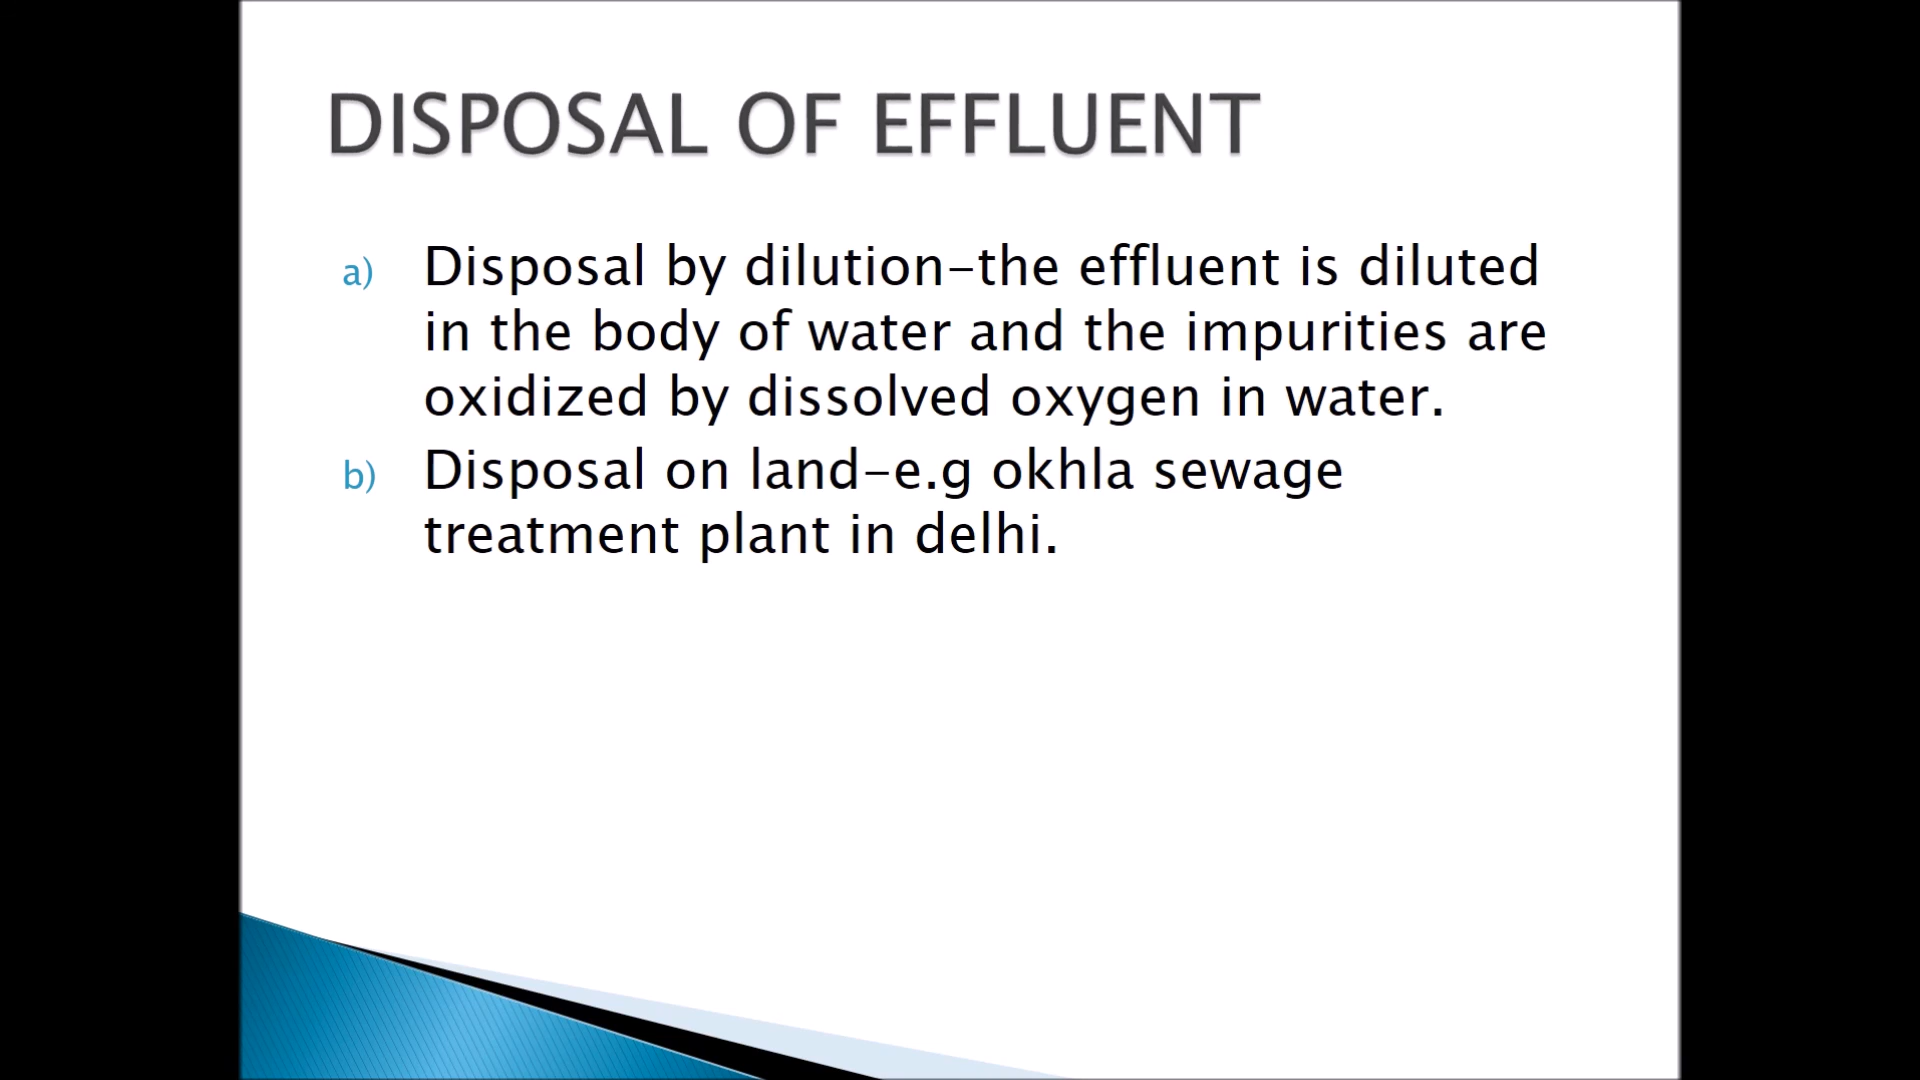 DISPOSAL OF EFFLUENT
a) Disposal by dilution-the effluent is diluted
in the body of water and the impurities are
oxidized by dissolved oxygen in water.
b) Disposal on land-e.g okhla sewage
treatment plant in delhi.